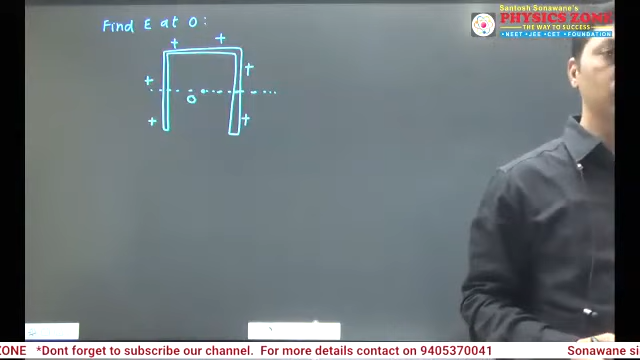 Find E at O :
+ +
+ +
O
+ +
Santosh Sonawane's
PHYSICS ZONE
THE WAY TO SUCCESS
•NEET •JEE •CET •FOUNDATION
ZONE *Dont forget to subscribe our channel. For more details contact on 9405370041 Sonawane si